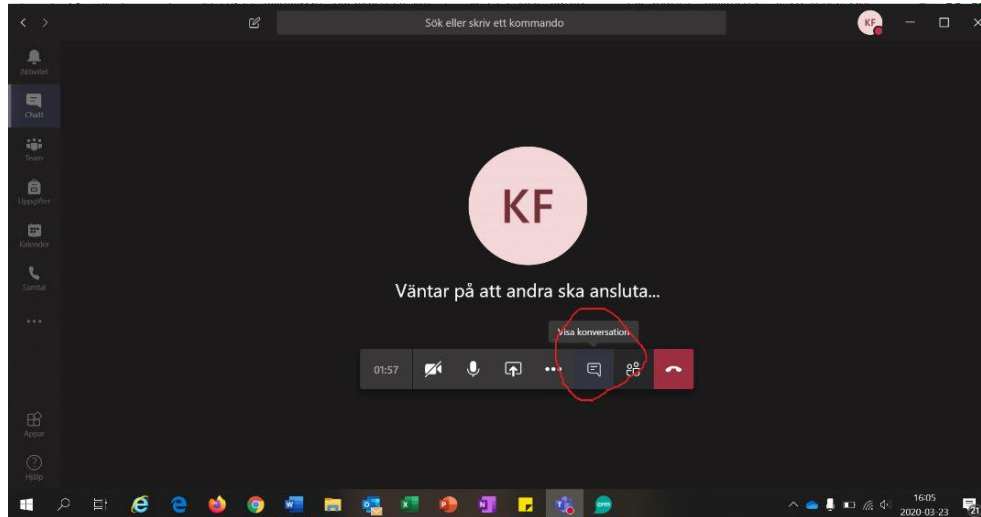 Sök eller skriv ett kommando
KF
Aktivitet
Chatt
Team
Uppgifter
Kalender
Samtal
KF
Väntar på att andra ska ansluta...
Visa konversation
01:57
Appar
Hjälp
16:05
2020-03-23
21